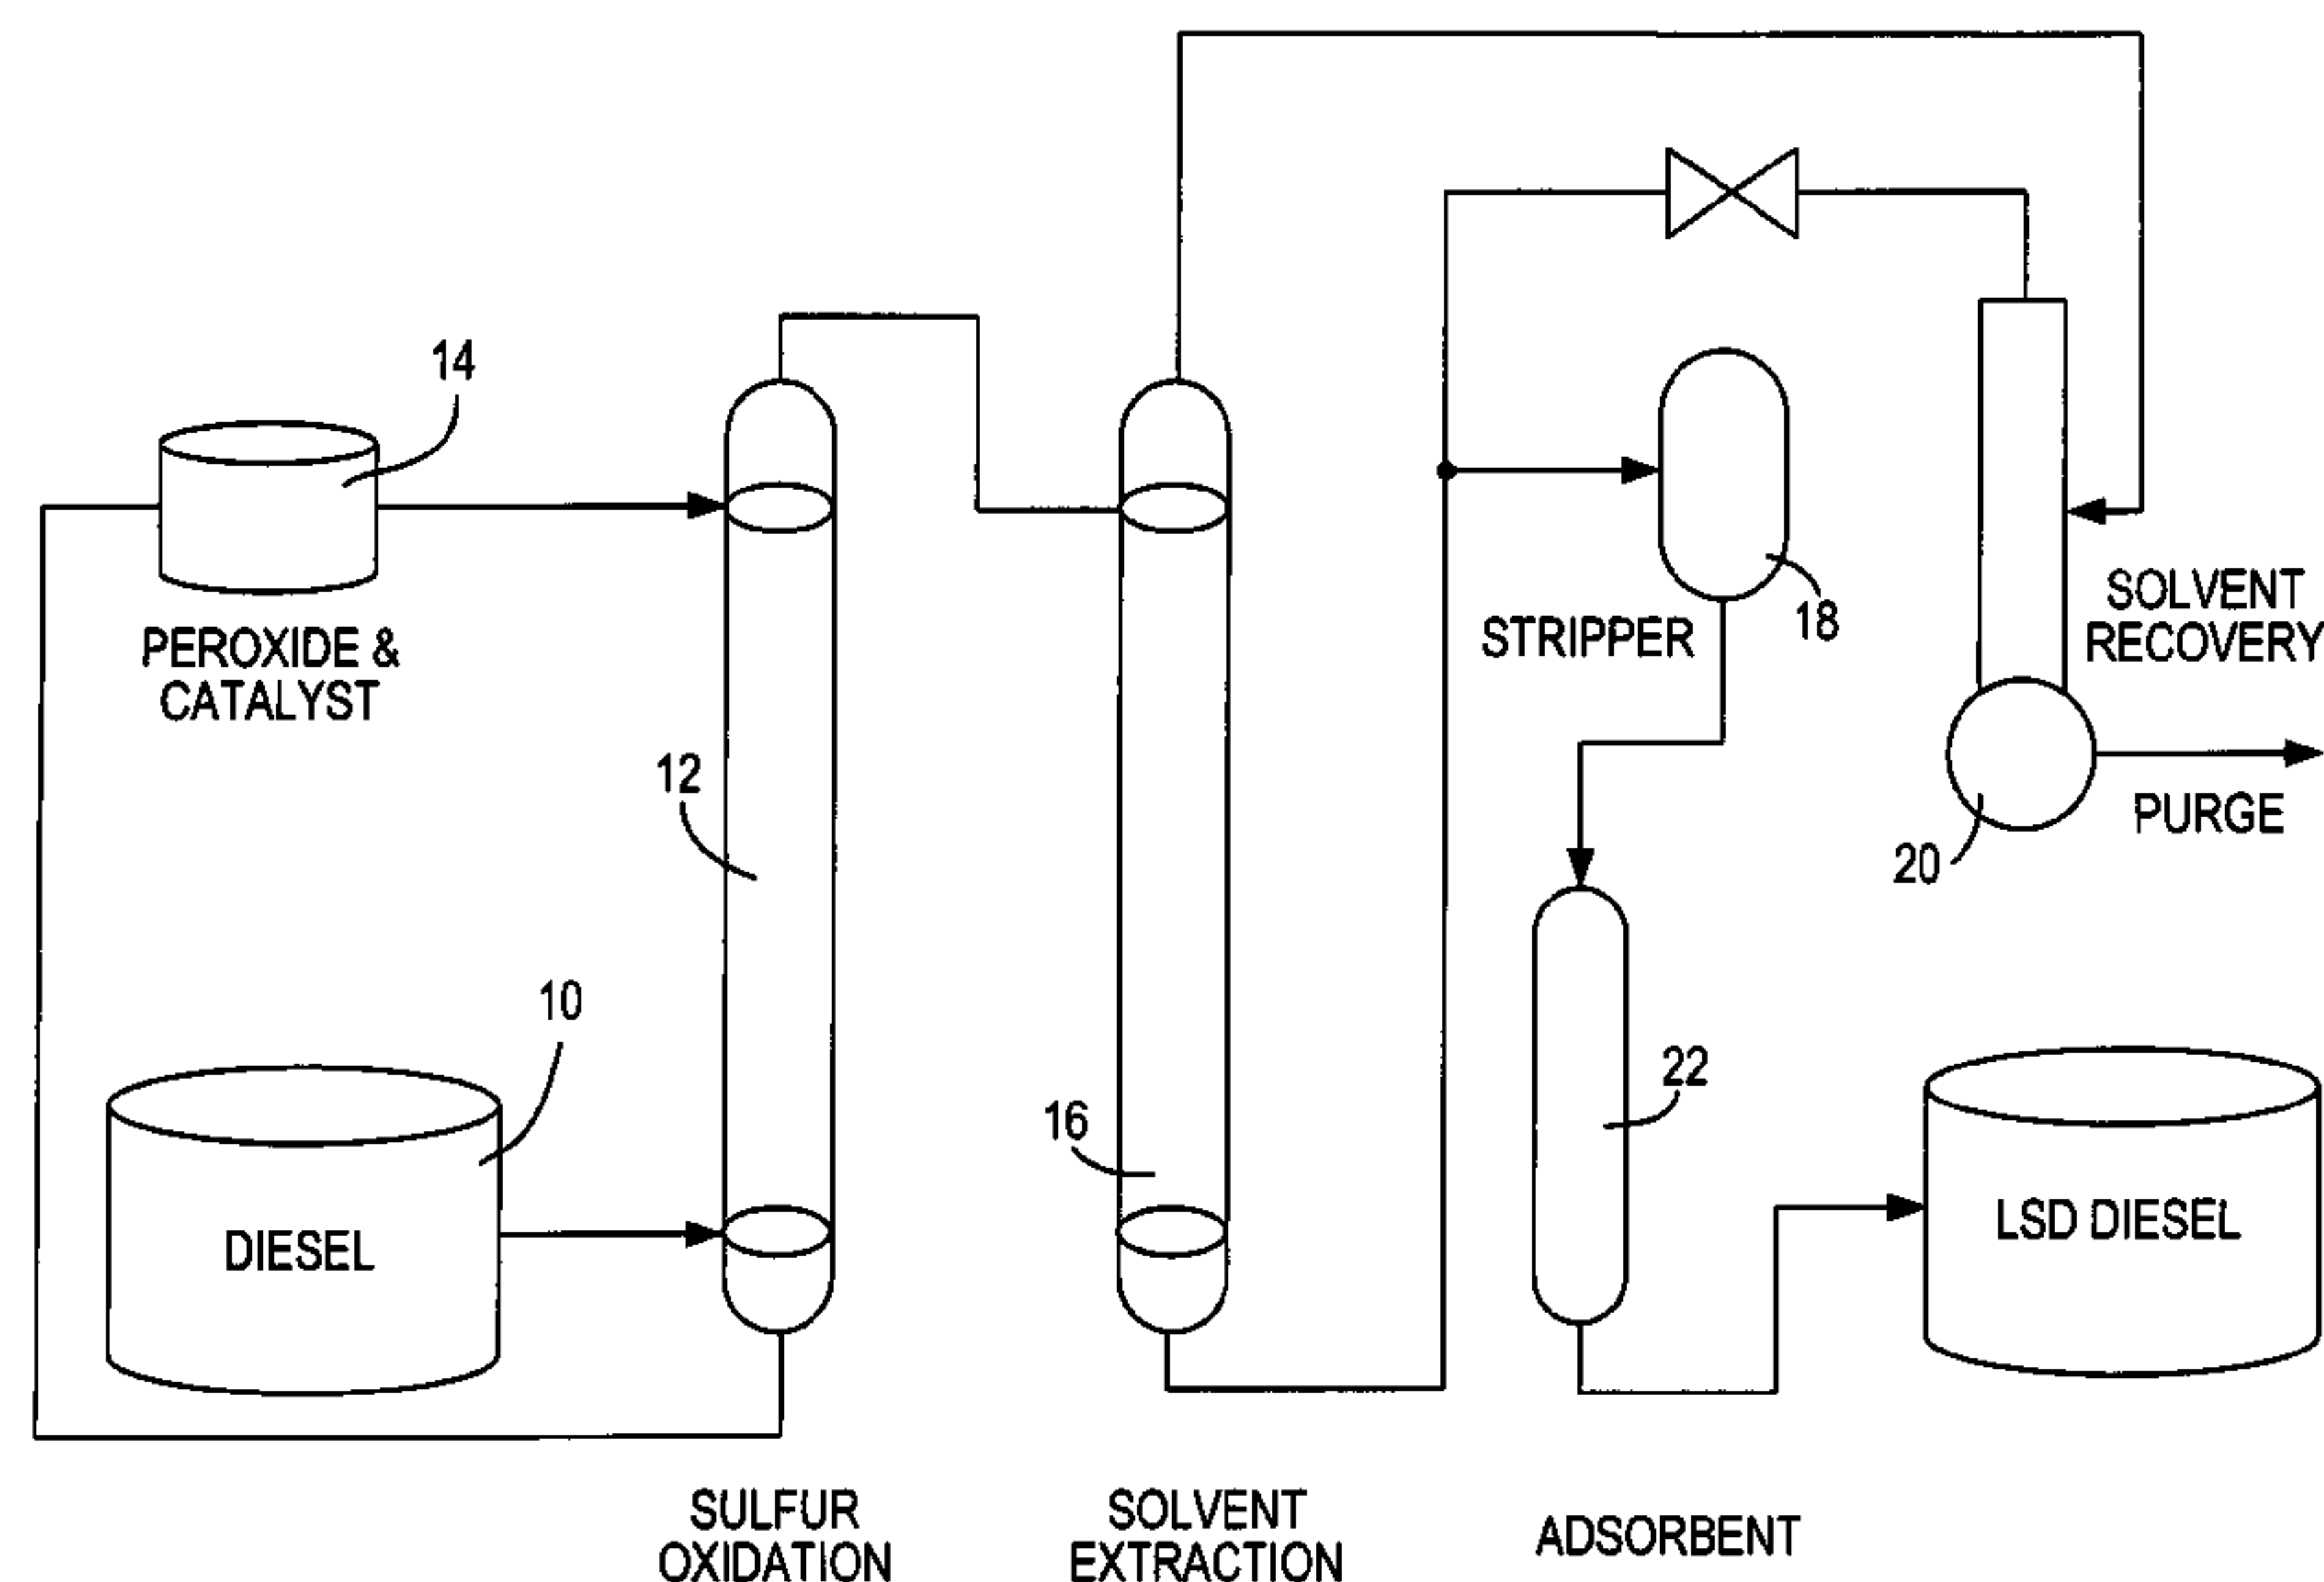 14
PEROXIDE &
CATALYST
12
10
DIESEL
16
SULFUR
OXIDATION
SOLVENT
EXTRACTION
STRIPPER
18
SOLVENT
RECOVERY
PURGE
20
22
LSD DIESEL
ADSORBENT